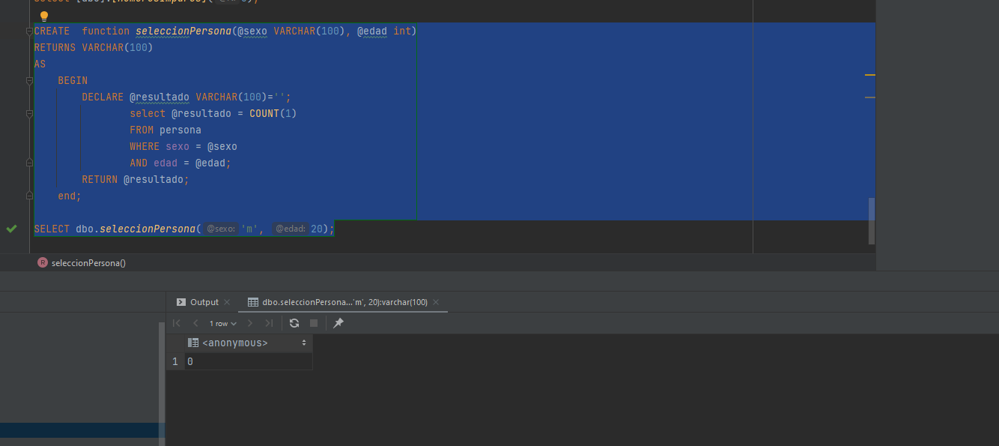 CREATE  function seleccionPersona(@sexo VARCHAR(100), @edad int)
RETURNS VARCHAR(100)
AS
    BEGIN
        DECLARE @resultado VARCHAR(100)='';
                select @resultado = COUNT(1)
                FROM persona
                WHERE sexo = @sexo
                AND edad = @edad;
        RETURN @resultado;
    end;
SELECT dbo.seleccionPersona( @sexo: 'm', @edad: 20);
R seleccionPersona()
Output
dbo.seleccionPersona...'m', 20):varchar(100)
1 row
<anonymous>
1 0